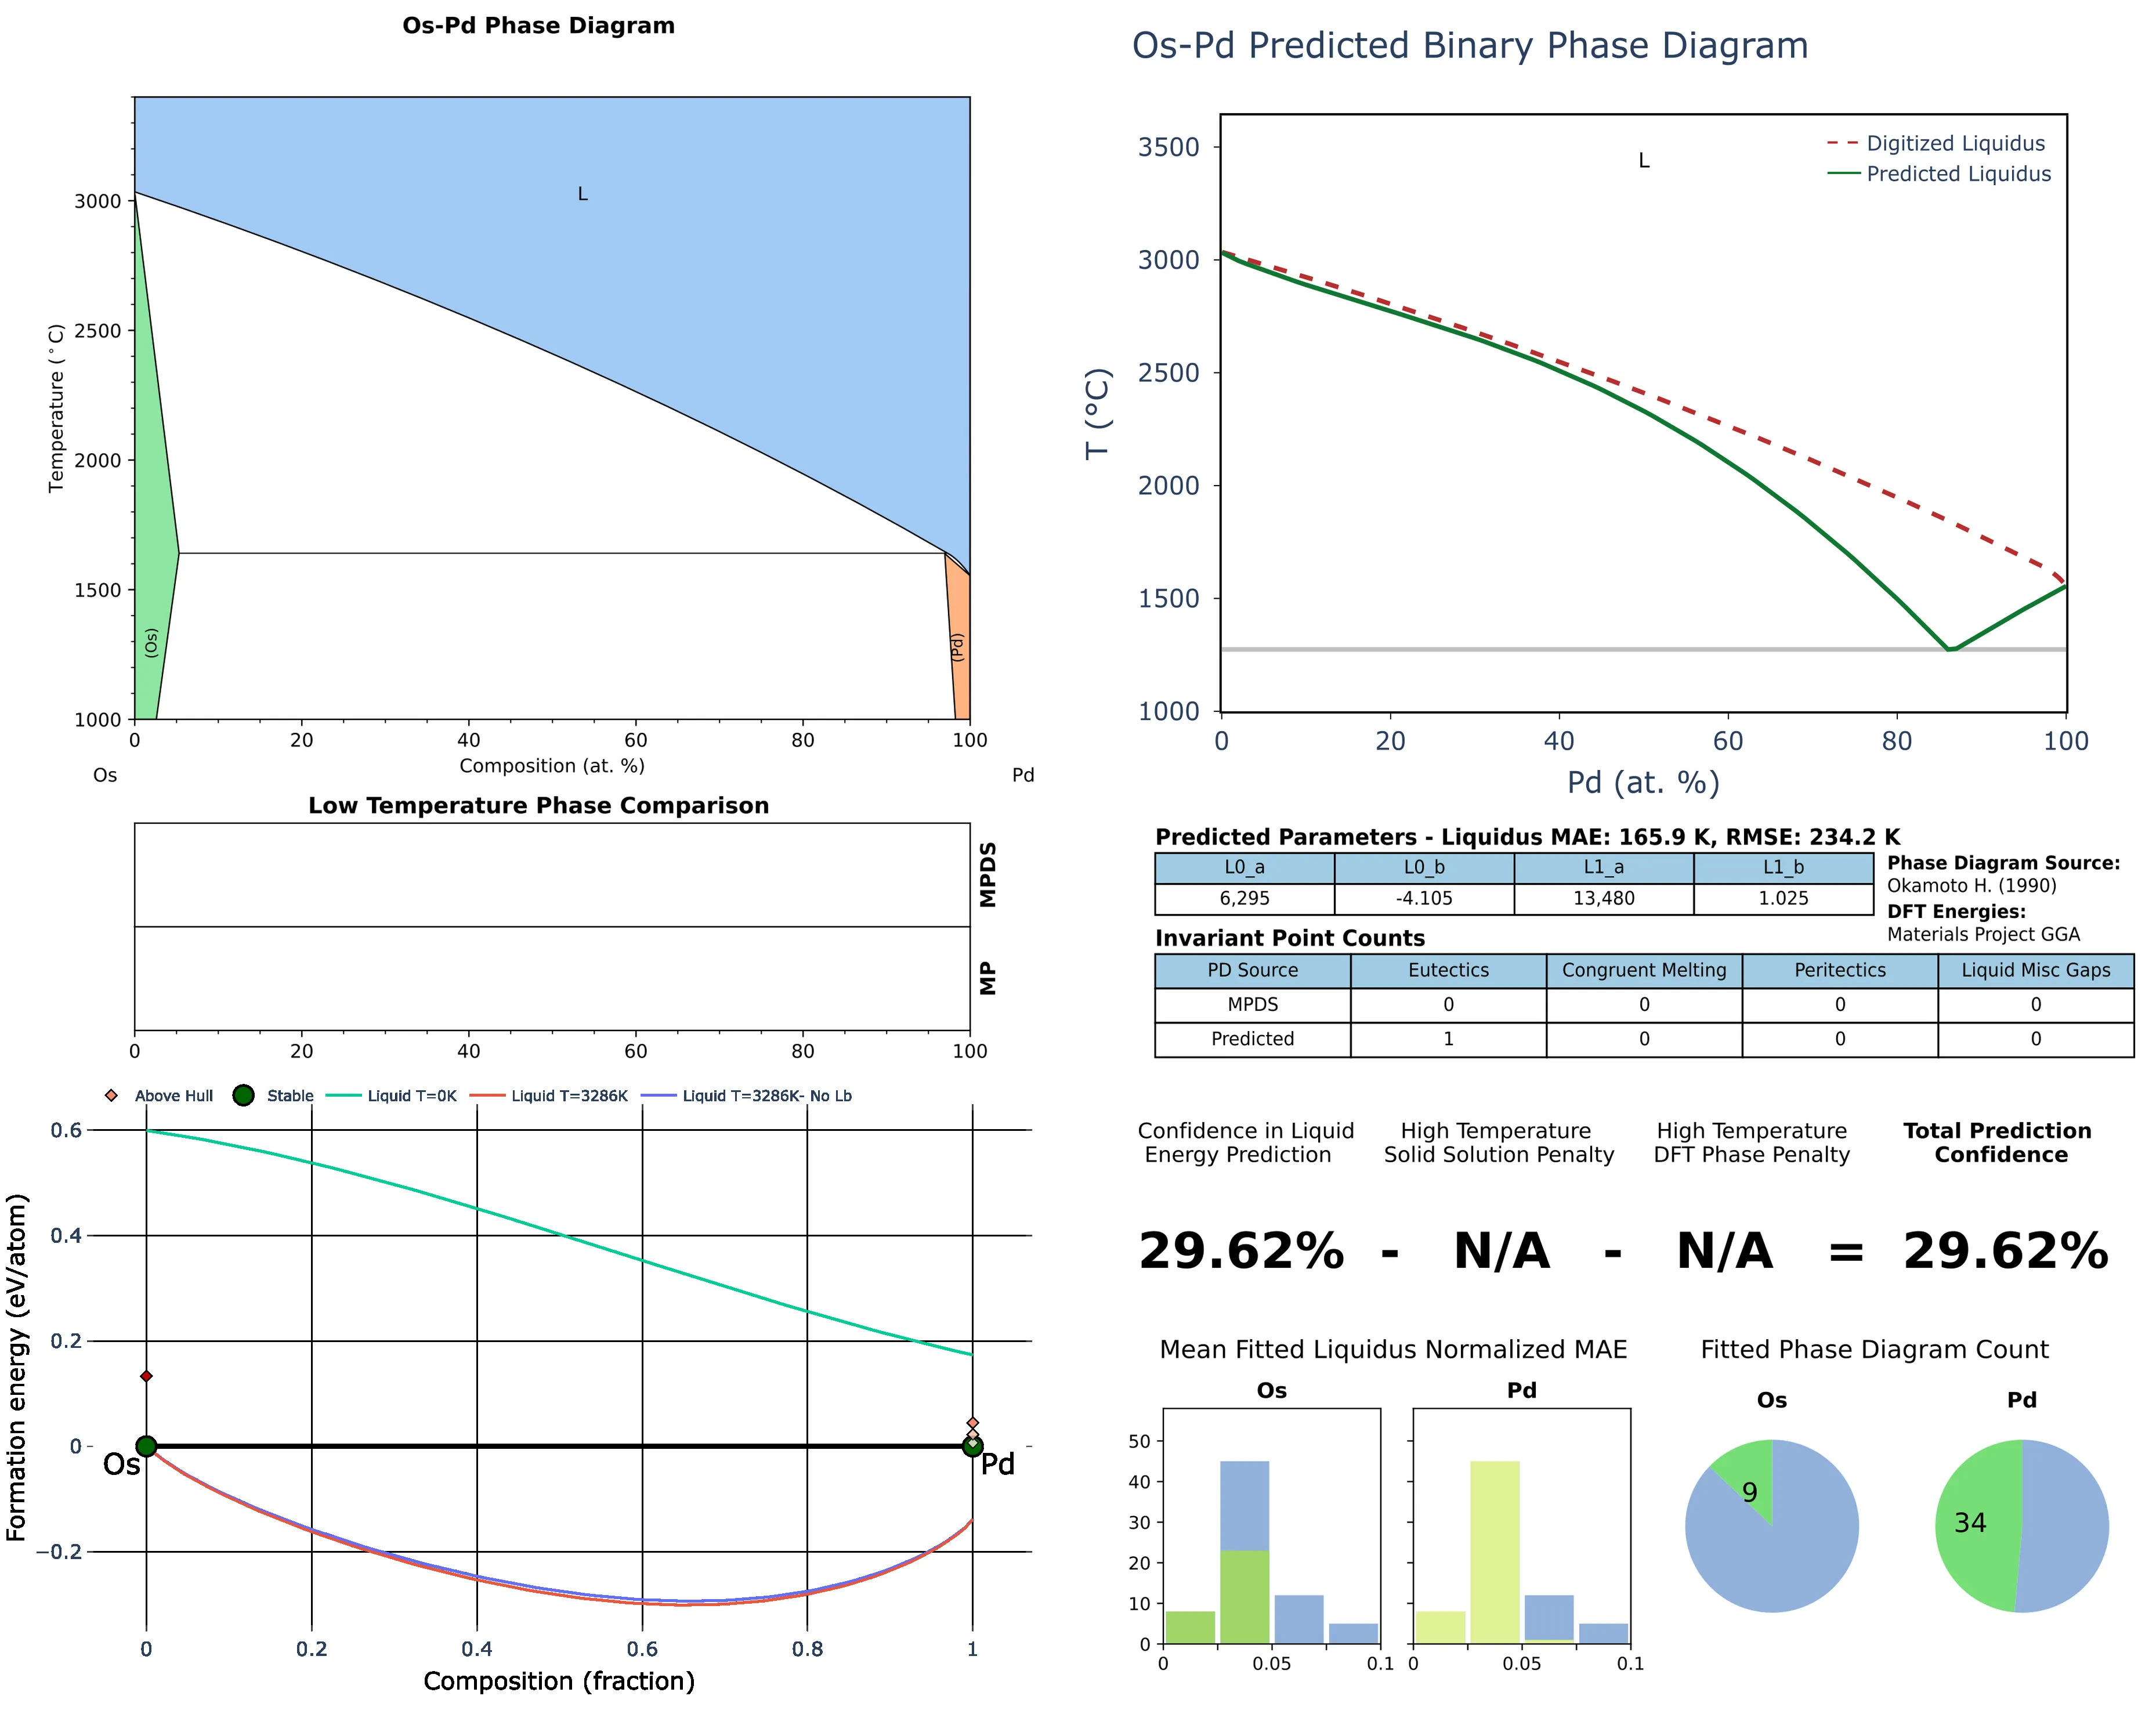 Os-Pd Phase Diagram
L
(Os)
(Pd)
3000
2500
2000
1500
1000
Temperature (°C)
0 20 40 60 80 100
Composition (at. %)
Os Pd
Low Temperature Phase Comparison
MPDS
MP
0 20 40 60 80 100
Os-Pd Predicted Binary Phase Diagram
L
Digitized Liquidus
Predicted Liquidus
3500
3000
2500
2000
1500
1000
T (°C)
0 20 40 60 80 100
Pd (at. %)
Predicted Parameters - Liquidus MAE: 165.9 K, RMSE: 234.2 K
L0_a L0_b L1_a L1_b
6,295 -4.105 13,480 1.025
Phase Diagram Source:
Okamoto H. (1990)
DFT Energies:
Materials Project GGA
Invariant Point Counts
PD Source Eutectics Congruent Melting Peritectics Liquid Misc Gaps
MPDS 0 0 0 0
Predicted 1 0 0 0
Above Hull Stable Liquid T=0K Liquid T=3286K Liquid T=3286K- No Lb
0.6
0.4
0.2
0
−0.2
Formation energy (eV/atom)
Os Pd
0 0.2 0.4 0.6 0.8 1
Composition (fraction)
Confidence in Liquid
Energy Prediction
High Temperature
Solid Solution Penalty
High Temperature
DFT Phase Penalty
Total Prediction
Confidence
29.62% - N/A - N/A = 29.62%
Mean Fitted Liquidus Normalized MAE
Os Pd
50
40
30
20
10
0
0 0.05 0.1 0 0.05 0.1
Fitted Phase Diagram Count
Os Pd
9 34